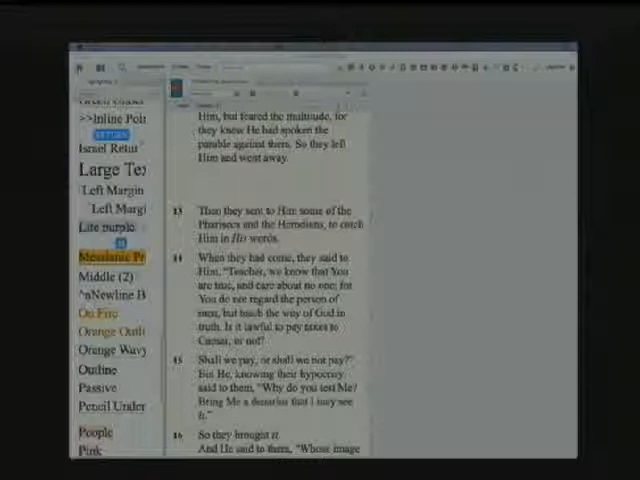 >>Inline Poin
RETURN
Israel Retur
Large Tex
Left Margin
Left Margi
Lite purple
Messianic Pr
Middle (2)
^nNewline B
On Fire
Orange Outli
Orange Wavy
Outline
Passive
Pencil Under
People
Pink
Him, but feared the multitude, for
they knew He had spoken the
parable against them. So they left
Him and went away.
13 Then they sent to Him some of the
Pharisees and the Herodians, to catch
Him in His words.
14 When they had come, they said to
Him, “Teacher, we know that You
are true, and care about no one; for
You do not regard the person of
men, but teach the way of God in
truth. Is it lawful to pay taxes to
Caesar, or not?
15 Shall we pay, or shall we not pay?”
But He, knowing their hypocrisy,
said to them, “Why do you test Me?
Bring Me a denarius that I may see
it.”
16 So they brought it.
And He said to them, “Whose image